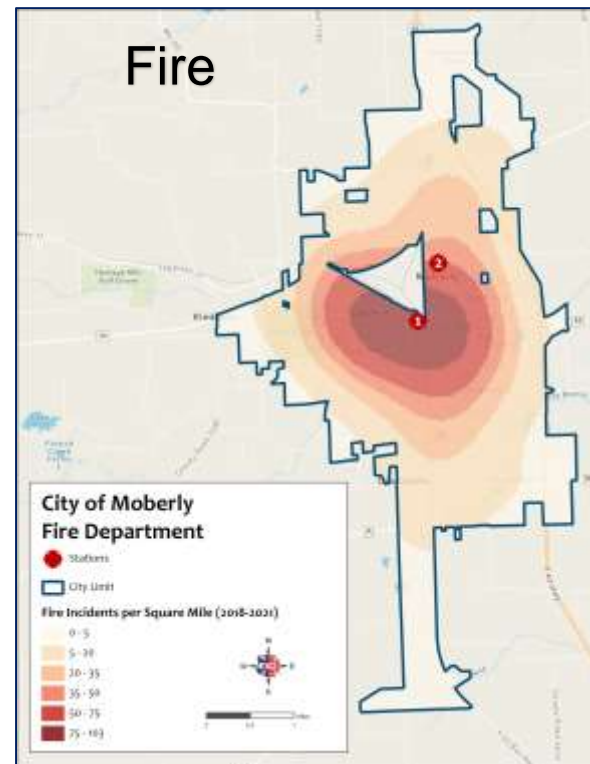 Fire
2
1
City of Moberly
Fire Department
Stations
City Limit
Fire Incidents per Square Mile (2018-2021)
0 - 5
5 - 20
20 - 35
35 - 50
50 - 75
75 - 103